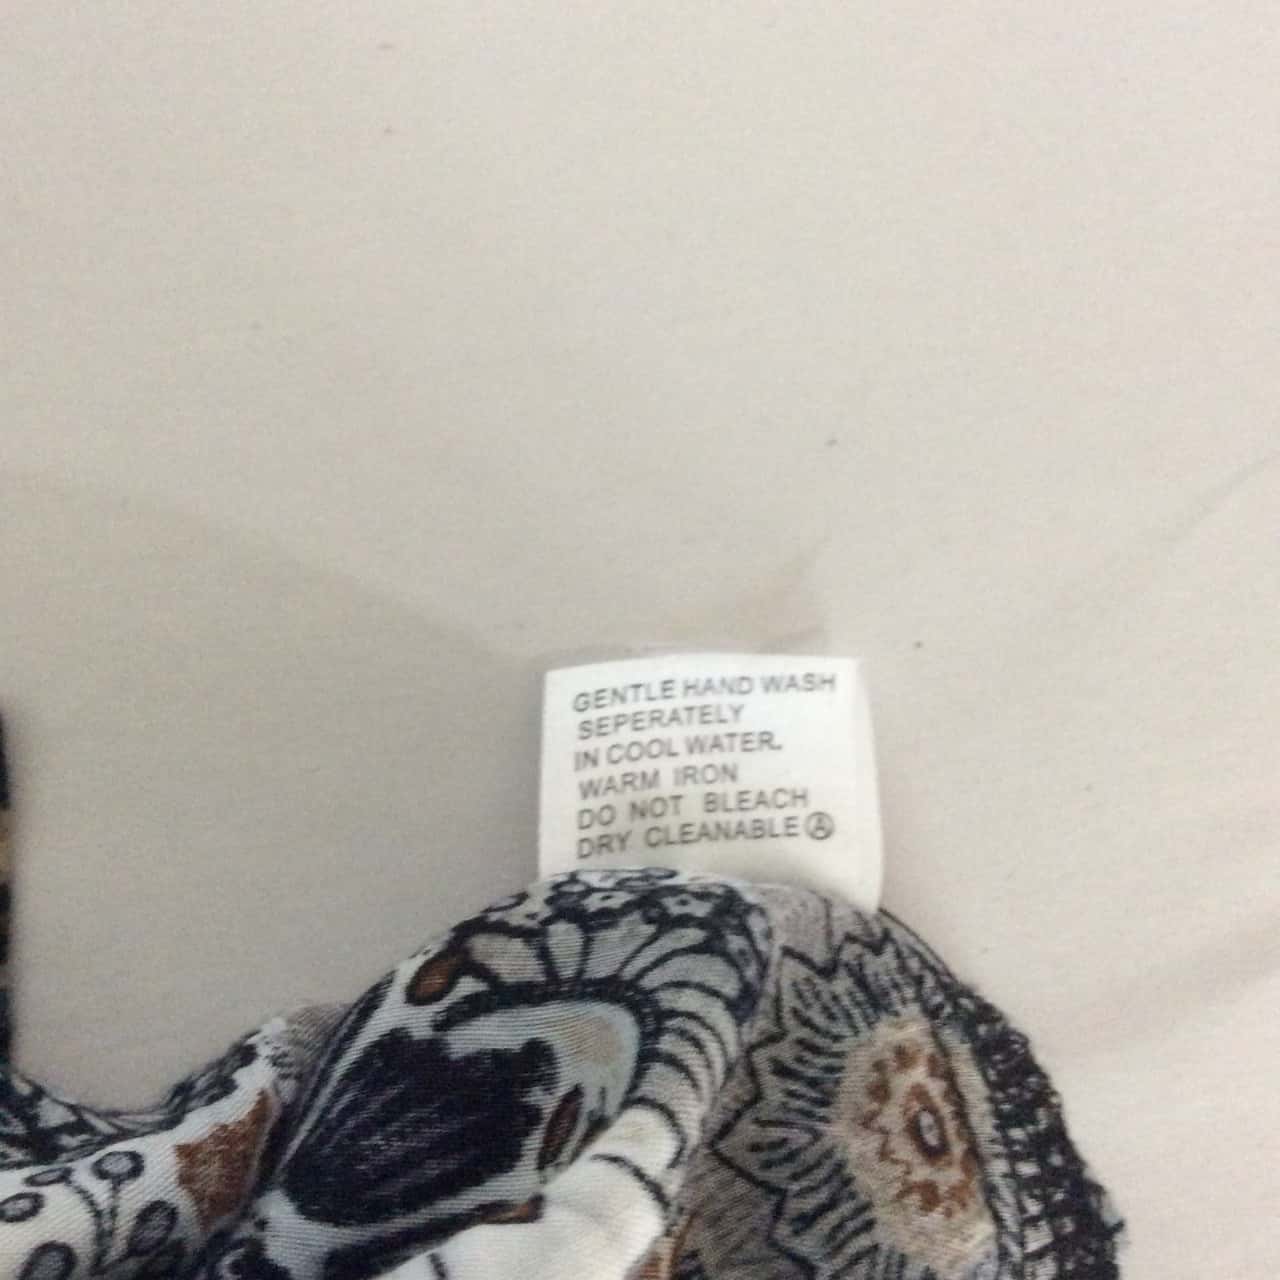 GENTLE HAND WASH
SEPERATELY
IN COOL WATER.
WARM IRON
DO NOT BLEACH
DRY CLEANABLE Ⓐ